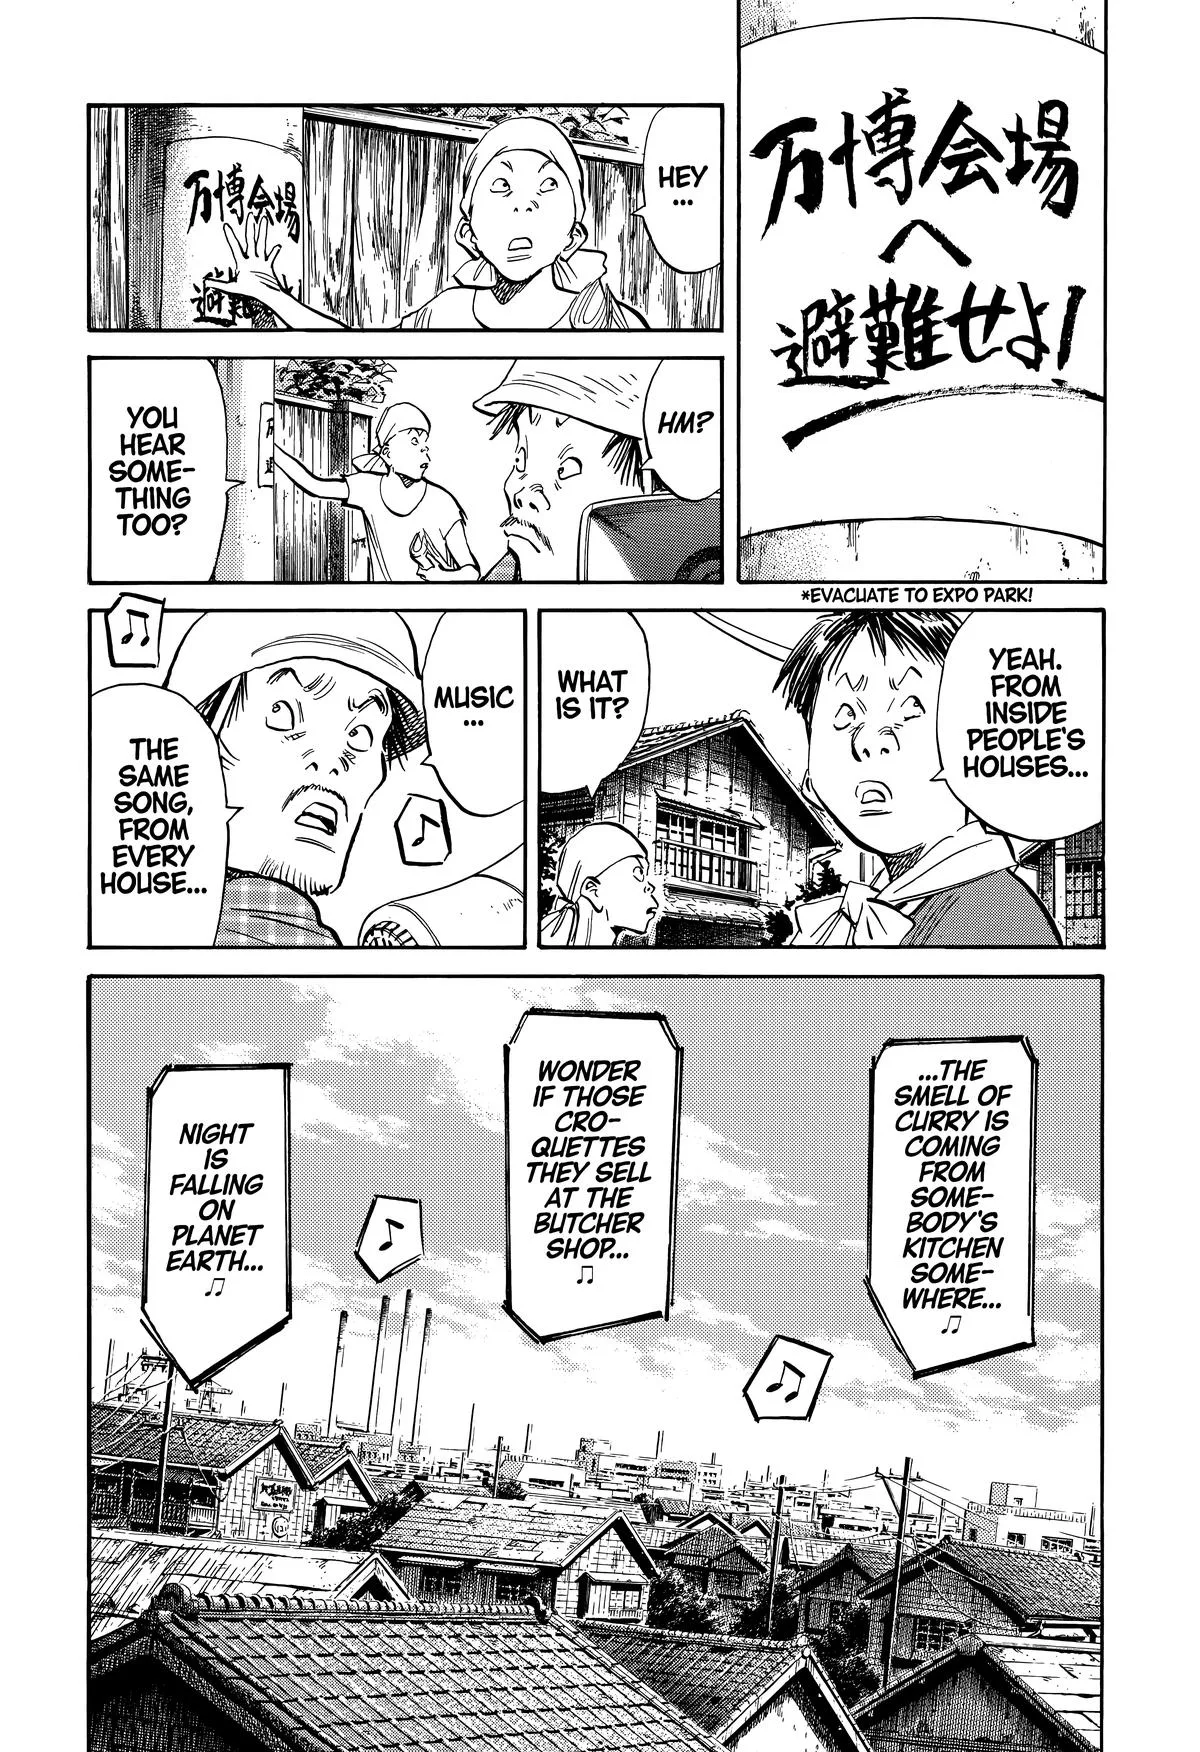 万博会場
へ
避難せよ!
*EVACUATE TO EXPO PARK!
HEY
...
万博会場
避難
HM?
YOU
HEAR
SOME-
THING
TOO?
YEAH.
FROM
INSIDE
PEOPLE'S
HOUSES...
WHAT
IS IT?
MUSIC
...
♫
♪
THE
SAME
SONG,
FROM
EVERY
HOUSE...
...THE
SMELL OF
CURRY IS
COMING
FROM
SOME-
BODY'S
KITCHEN
SOME-
WHERE...
♫
♫
WONDER
IF THOSE
CRO-
QUETTES
THEY SELL
AT THE
BUTCHER
SHOP...
♫
♪
NIGHT
IS
FALLING
ON
PLANET
EARTH...
♫